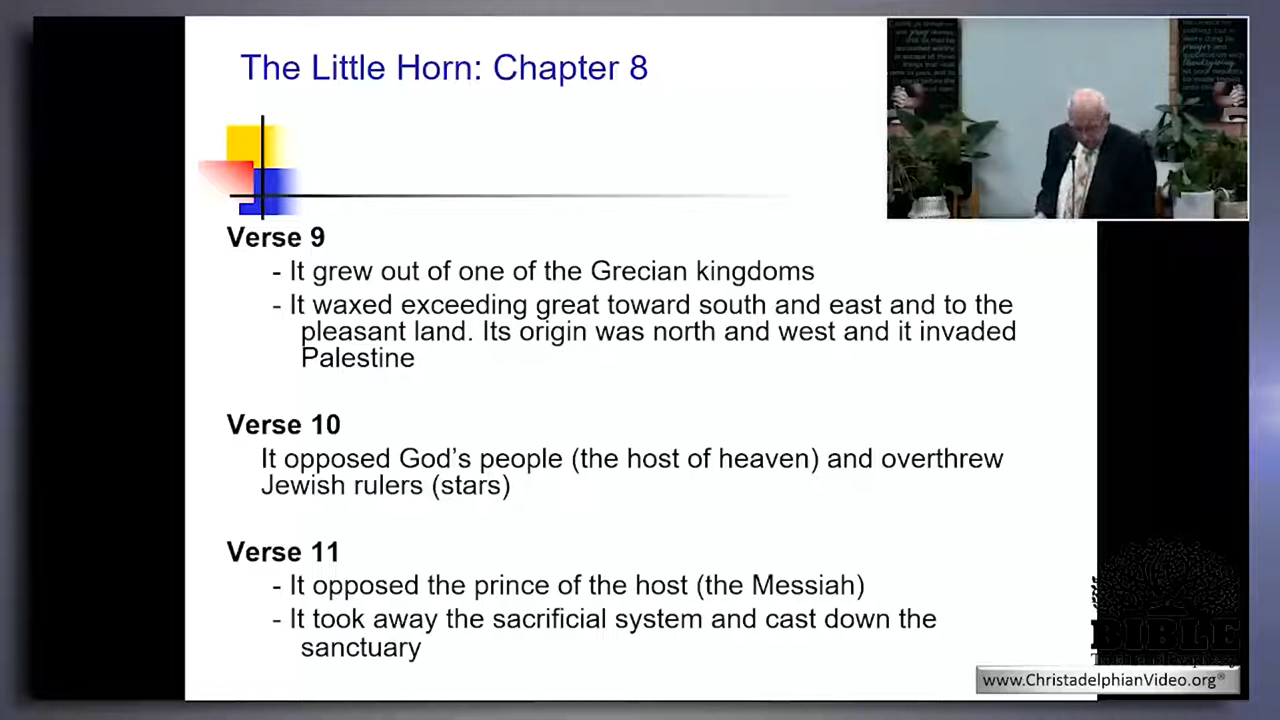 The Little Horn: Chapter 8
Verse 9
- It grew out of one of the Grecian kingdoms
- It waxed exceeding great toward south and east and to the
pleasant land. Its origin was north and west and it invaded
Palestine
Verse 10
It opposed God's people (the host of heaven) and overthrew
Jewish rulers (stars)
Verse 11
- It opposed the prince of the host (the Messiah)
- It took away the sacrificial system and cast down the
sanctuary
BIBLE
www.ChristadelphianVideo.org®